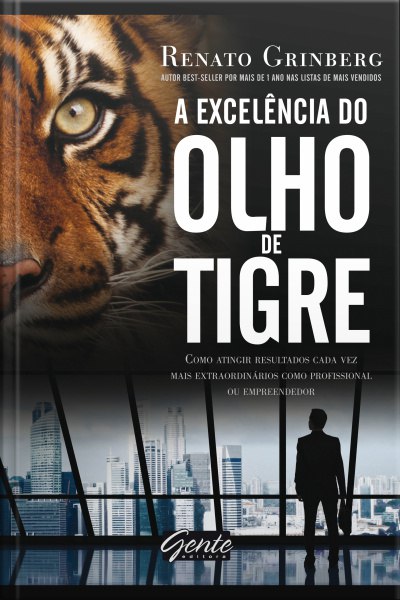 RENATO GRINBERG
AUTOR BEST-SELLER POR MAIS DE 1 ANO NAS LISTAS DE MAIS VENDIDOS
A EXCELÊNCIA DO
OLHO
DE
TIGRE
COMO ATINGIR RESULTADOS CADA VEZ
MAIS EXTRAORDINÁRIOS COMO PROFISSIONAL
OU EMPREENDEDOR
Gente
editora